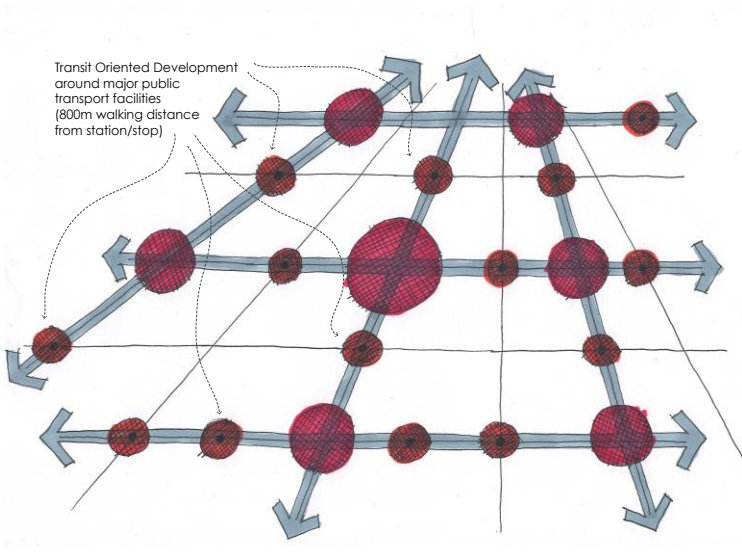 Transit Oriented Development
around major public
transport facilities
(800m walking distance
from station/stop)